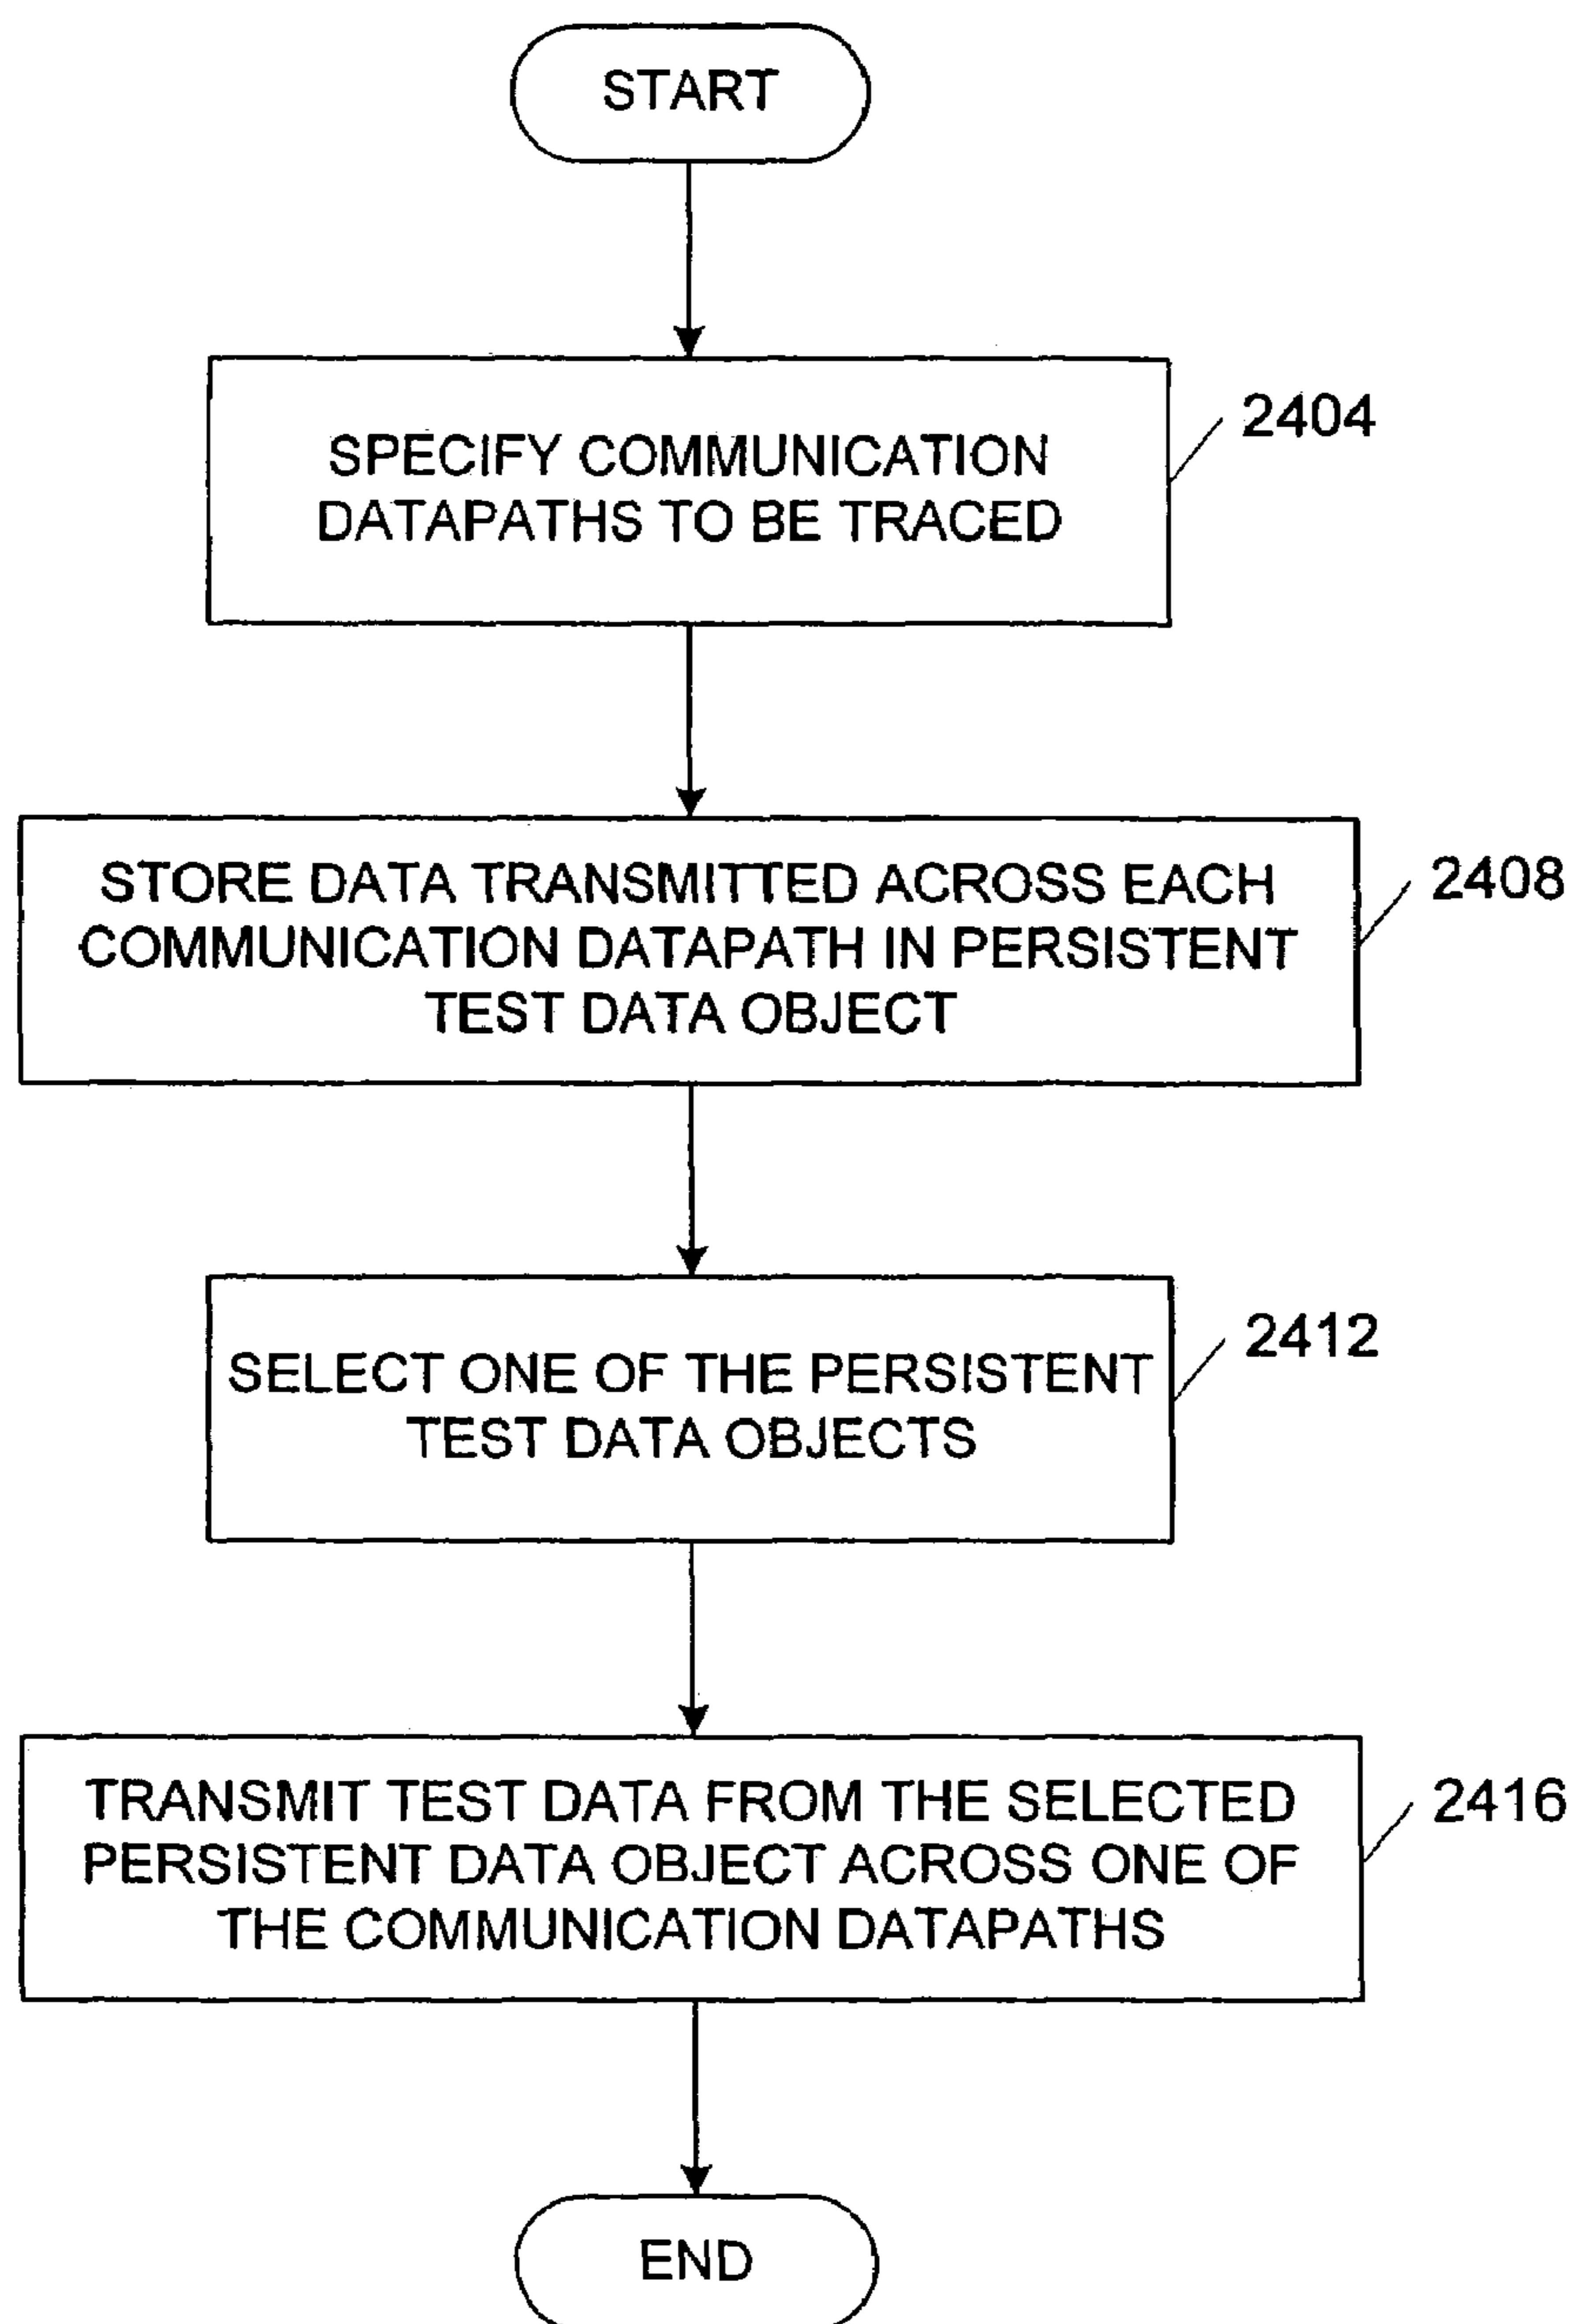 START
SPECIFY COMMUNICATION
DATAPATHS TO BE TRACED
2404
STORE DATA TRANSMITTED ACROSS EACH
COMMUNICATION DATAPATH IN PERSISTENT
TEST DATA OBJECT
2408
SELECT ONE OF THE PERSISTENT
TEST DATA OBJECTS
2412
TRANSMIT TEST DATA FROM THE SELECTED
PERSISTENT DATA OBJECT ACROSS ONE OF
THE COMMUNICATION DATAPATHS
2416
END